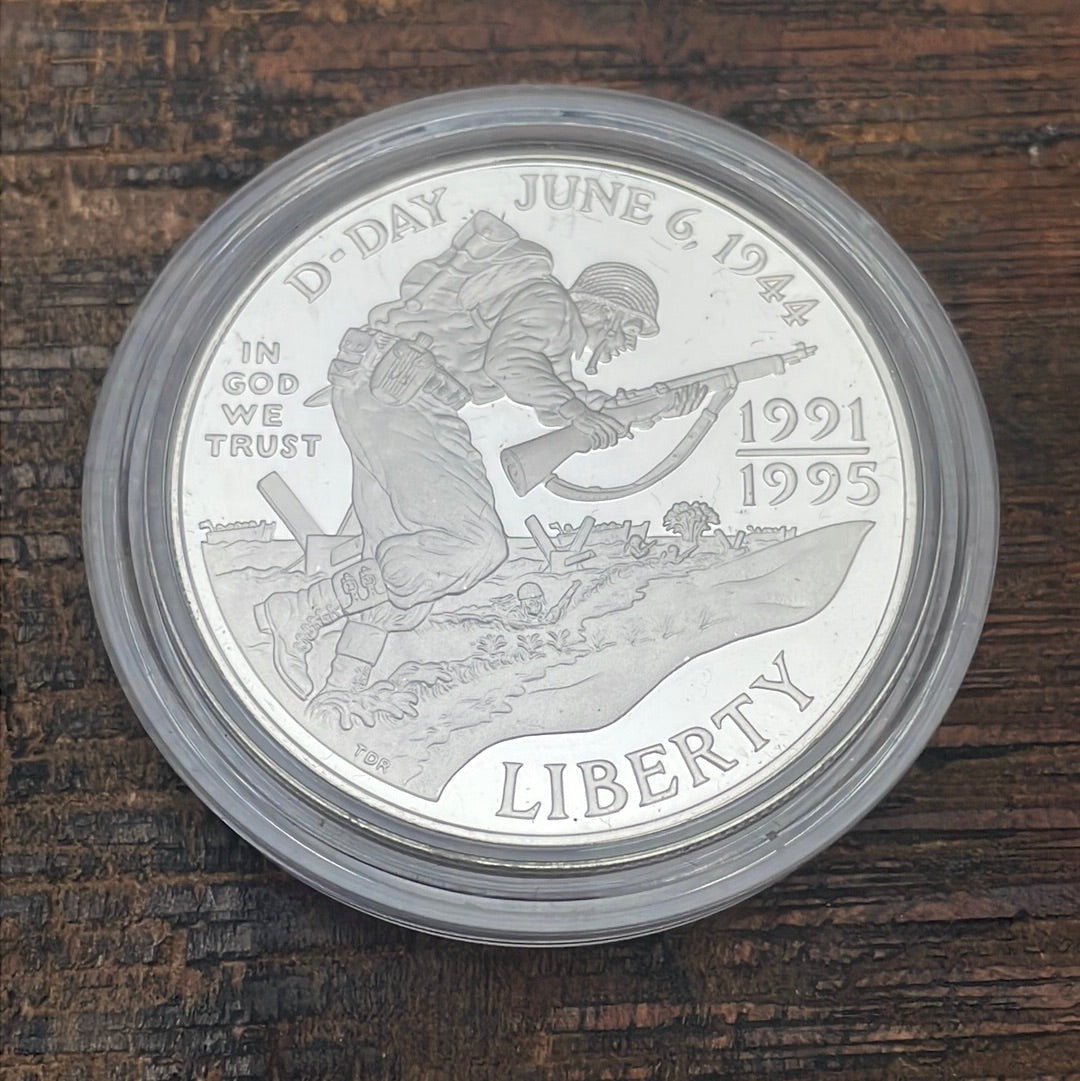 D-DAY JUNE 6, 1944
IN
GOD
WE
TRUST
1991
1995
TDR
LIBERTY